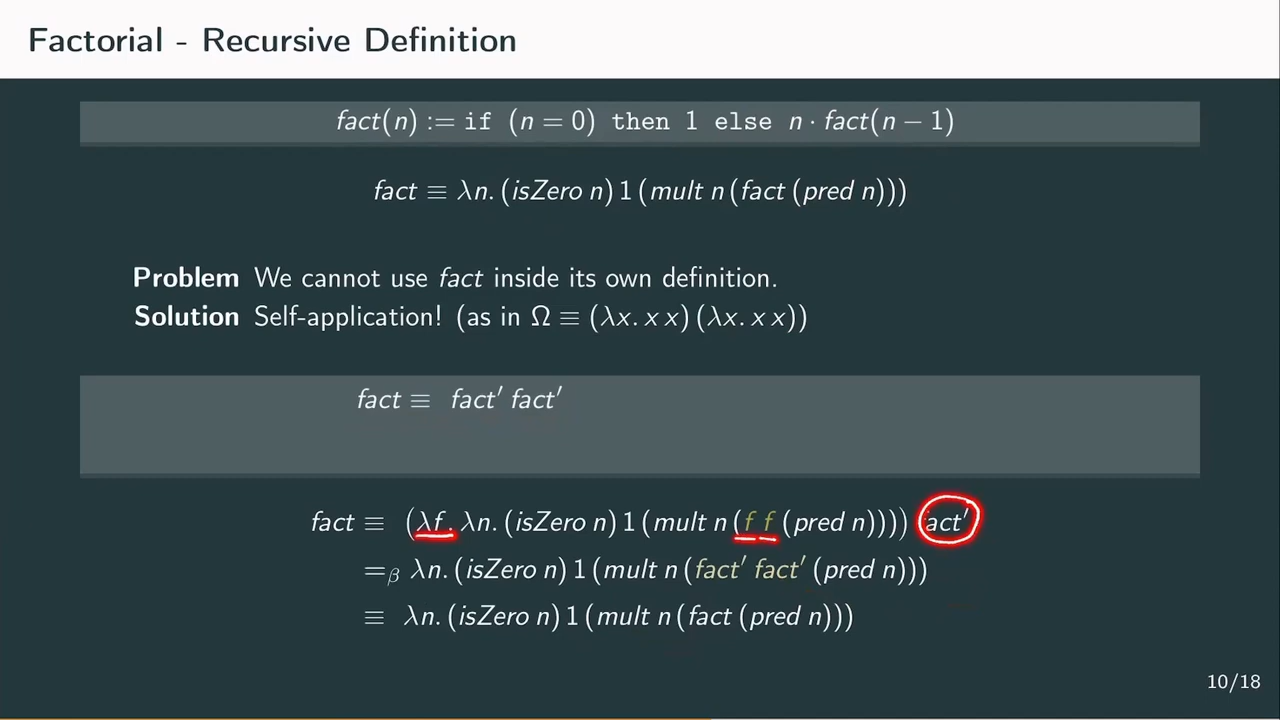 Factorial - Recursive Definition
fact(n) := if (n = 0) then 1 else n · fact(n − 1)
fact ≡ λn. (isZero n) 1 (mult n (fact (pred n)))
Problem We cannot use fact inside its own definition.
Solution Self-application! (as in Ω ≡ (λx. x x) (λx. x x))
fact ≡ fact′ fact′
fact ≡ (λf. λn. (isZero n) 1 (mult n (f f (pred n)))) fact′
=β λn. (isZero n) 1 (mult n (fact′ fact′ (pred n)))
≡ λn. (isZero n) 1 (mult n (fact (pred n)))
10/18